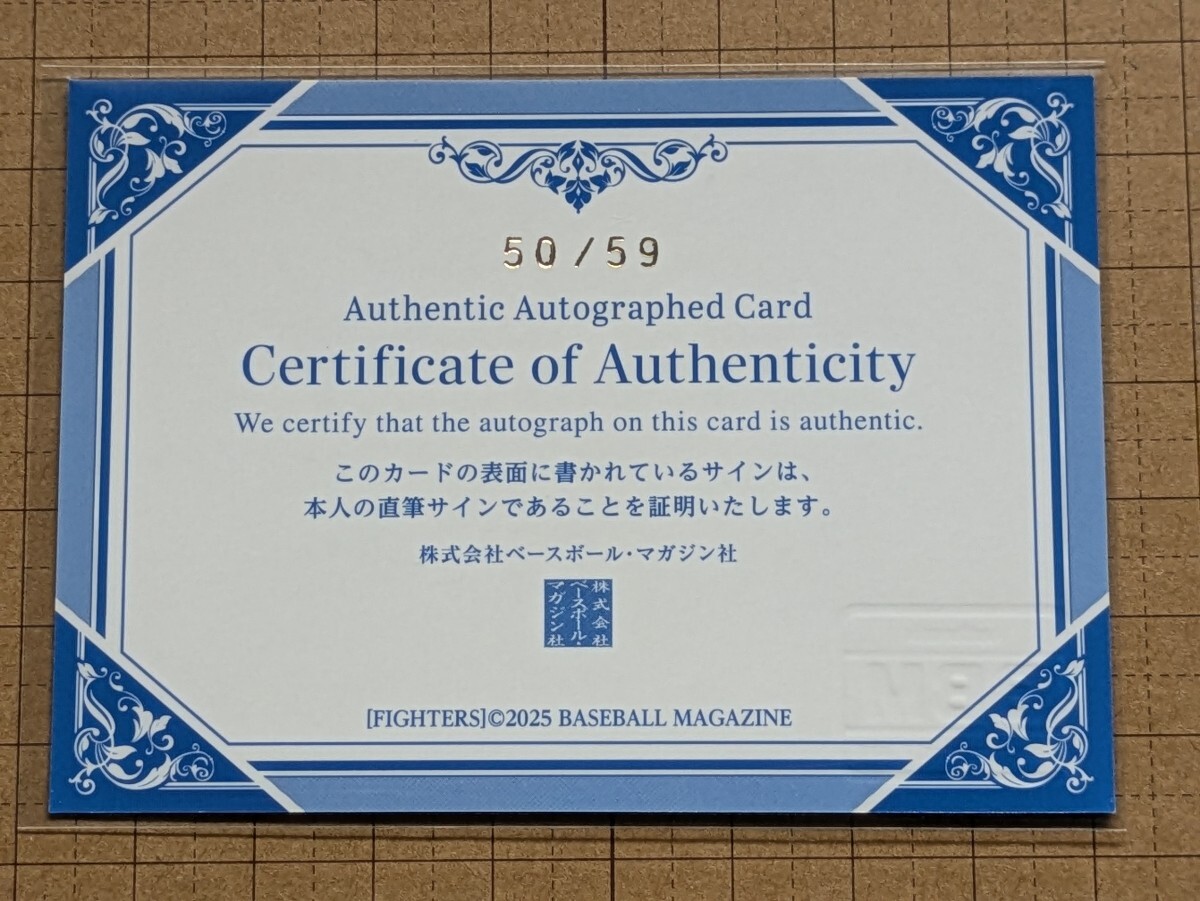 50/59
Authentic Autographed Card
Certificate of Authenticity
We certify that the autograph on this card is authentic.
このカードの表面に書かれているサインは、
本人の直筆サインであることを証明いたします。
株式会社ベースボール・マガジン社
株式会社
ベースボール・
マガジン社
[FIGHTERS]©2025 BASEBALL MAGAZINE